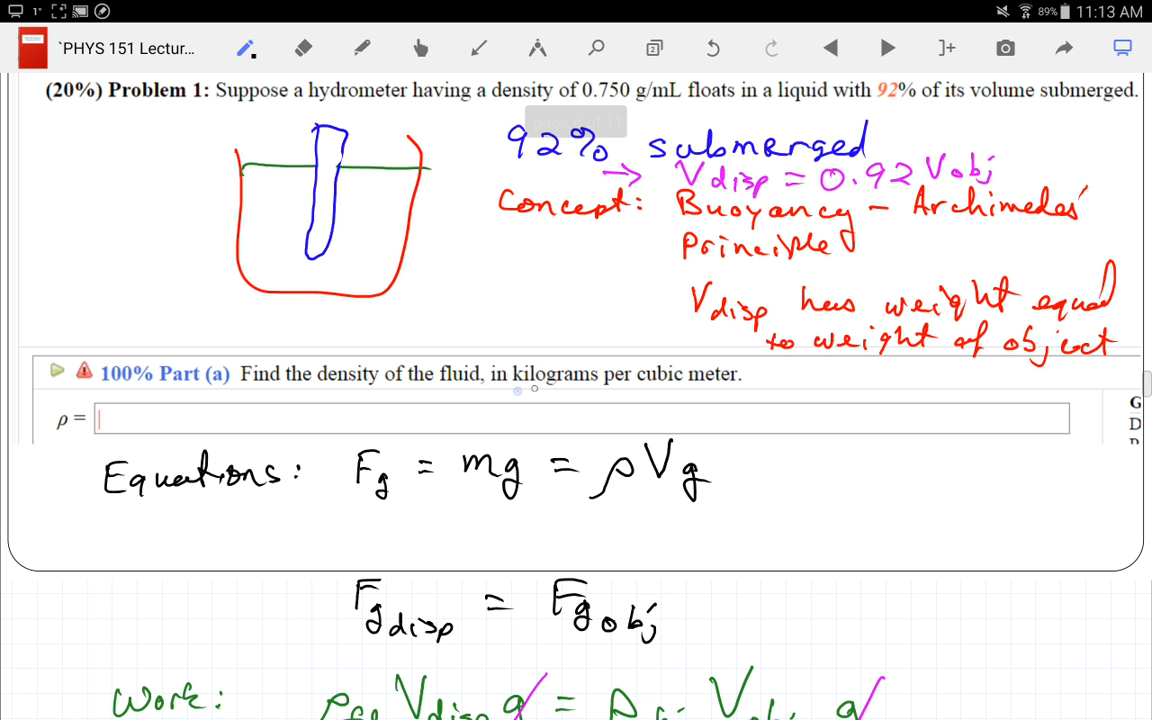 1° 89% 11:13 AM
`PHYS 151 Lectur...
(20%) Problem 1: Suppose a hydrometer having a density of 0.750 g/mL floats in a liquid with 92% of its volume submerged.
92% submerged
→ Vdisp = 0.92 Vobj
Concept: Buoyancy - Archimedes'
Principle
Vdisp has weight equal
to weight of object
100% Part (a) Find the density of the fluid, in kilograms per cubic meter.
G
ρ =
D
Equations: Fg = mg = ρVg
Fg disp = Fg obj
Work: Vdisp g = V g